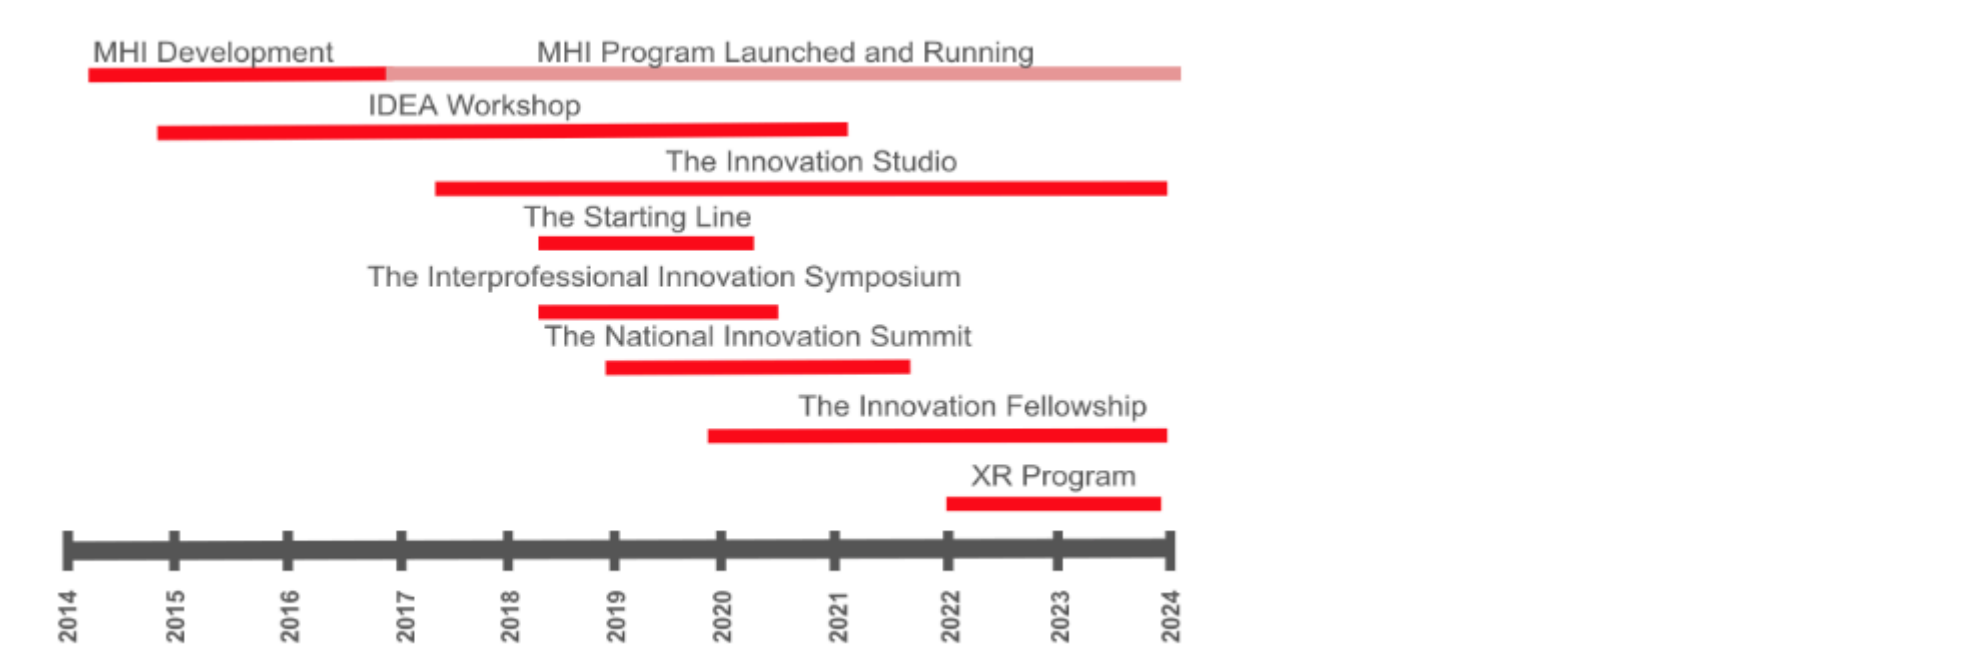 MHI Development
MHI Program Launched and Running
IDEA Workshop
The Innovation Studio
The Starting Line
The Interprofessional Innovation Symposium
The National Innovation Summit
The Innovation Fellowship
XR Program
2014
2015
2016
2017
2018
2019
2020
2021
2022
2023
2024